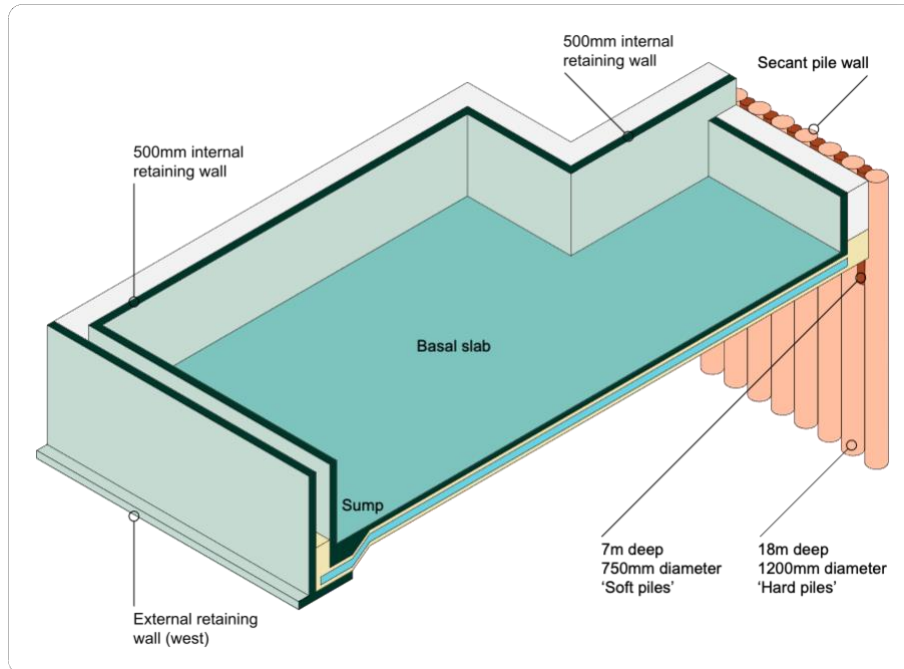 500mm internal
retaining wall
Secant pile wall
500mm internal
retaining wall
Basal slab
Sump
7m deep
750mm diameter
‘Soft piles’
18m deep
1200mm diameter
‘Hard piles’
External retaining
wall (west)